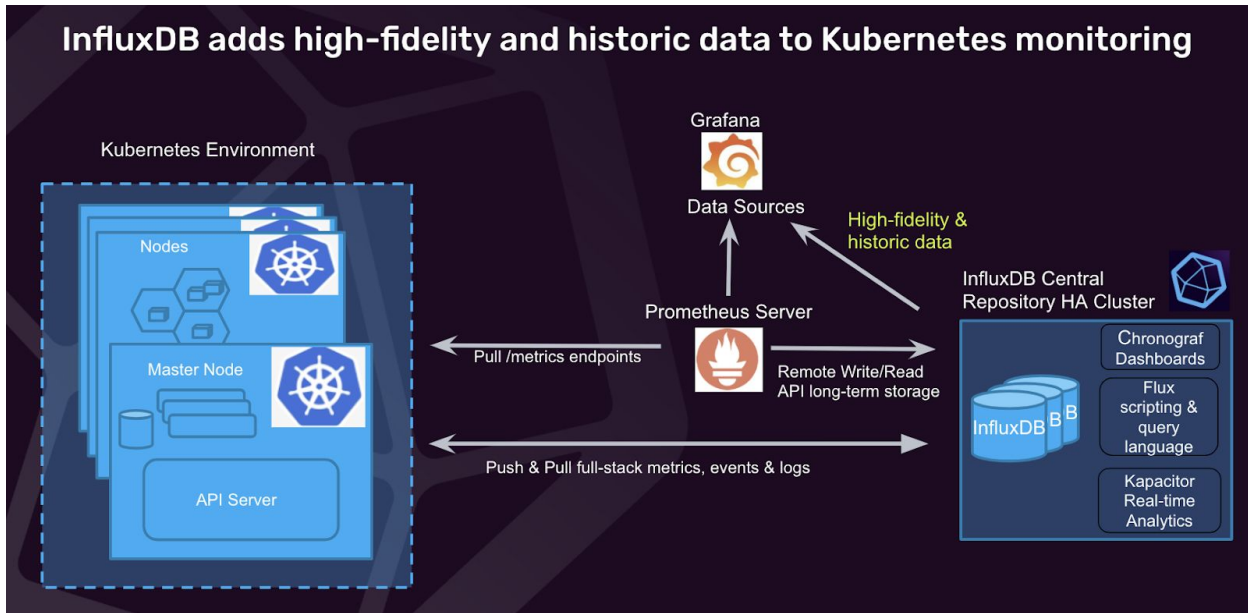 InfluxDB adds high-fidelity and historic data to Kubernetes monitoring
Kubernetes Environment
Nodes
Master Node
API Server
Grafana
Data Sources
High-fidelity &
historic data
Prometheus Server
Pull /metrics endpoints
Remote Write/Read
API long-term storage
Push & Pull full-stack metrics, events & logs
InfluxDB Central
Repository HA Cluster
InfluxDB
B
B
Chronograf
Dashboards
Flux
scripting &
query
language
Kapacitor
Real-time
Analytics